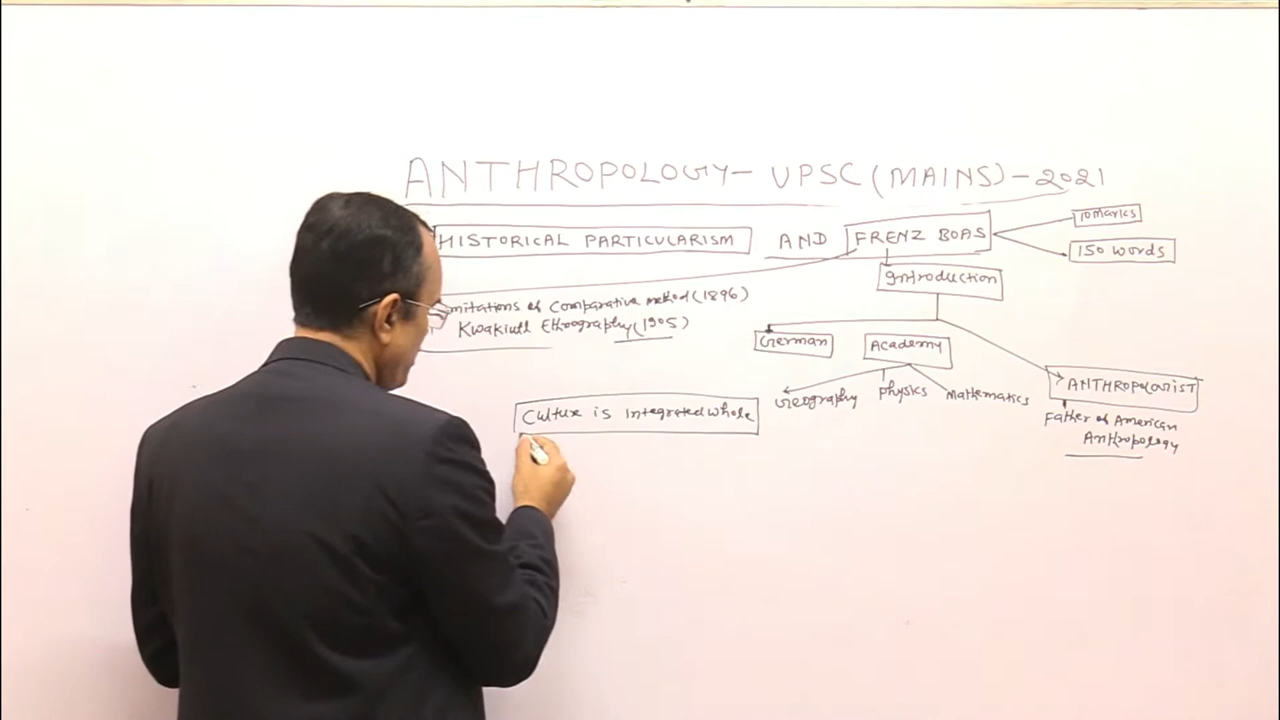 ANTHROPOLOGY- UPSC (MAINS) - 2021
HISTORICAL PARTICULARISM AND FRENZ BOAS
10 marks
150 words
Introduction
mitations of Comparative method (1896)
Kwakiutl Ethnography (1905)
German
Academy
ANTHROPOLOGIST
Geography Physics Mathematics
Father of American
Anthropology
Culture is Integrated whole